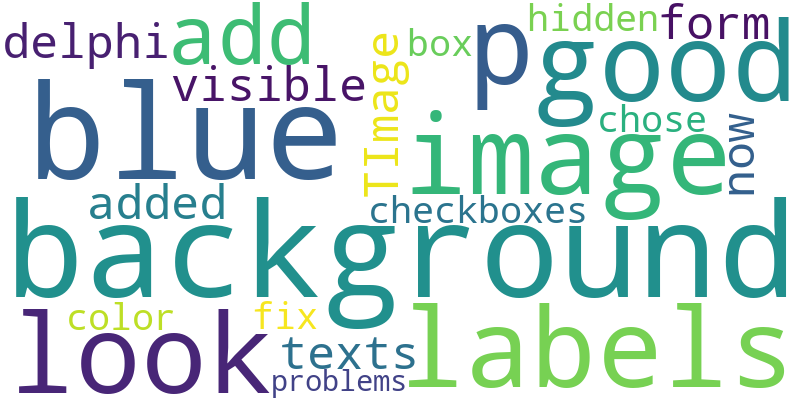 delphi add box p hidden form
visible TImage good
blue image chose now
added checkboxes
background
color fix labels
look texts
problems